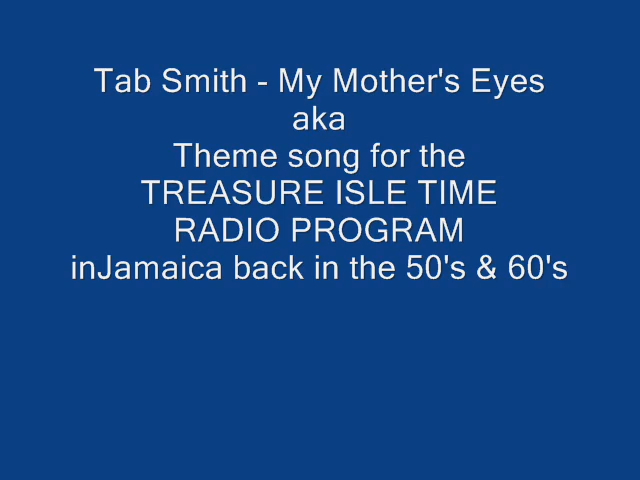 Tab Smith - My Mother's Eyes
aka
Theme song for the
TREASURE ISLE TIME
RADIO PROGRAM
inJamaica back in the 50's & 60's